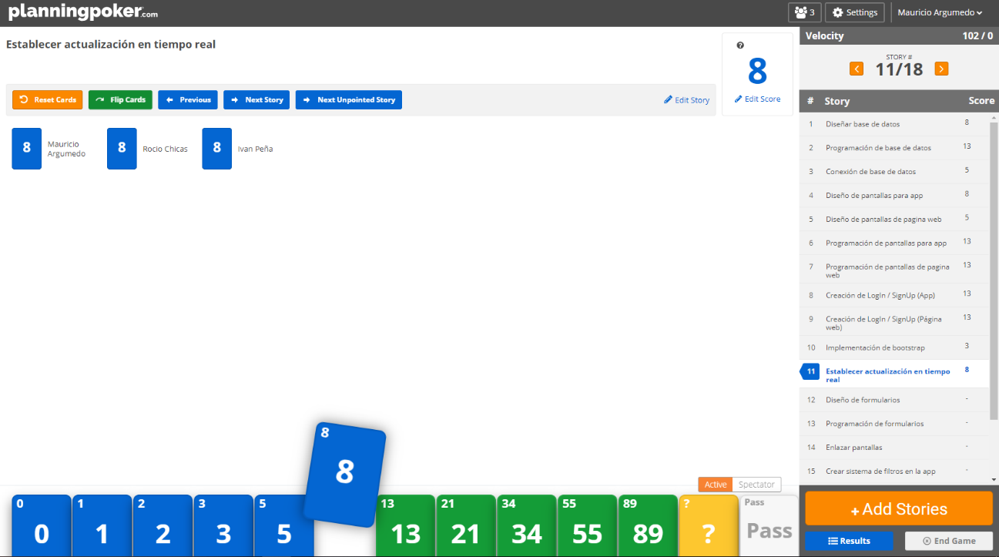 planningpoker.com
3
Settings
Mauricio Argumedo
Establecer actualización en tiempo real
?
8
Edit Score
Reset Cards
Flip Cards
Previous
Next Story
Next Unpointed Story
Edit Story
8
Mauricio
Argumedo
8
Rocio Chicas
8
Ivan Peña
Velocity 102 / 0
STORY #
11/18
# Story Score
1 Diseñar base de datos 8
2 Programación de base de datos 13
3 Conexión de base de datos 5
4 Diseño de pantallas para app 8
5 Diseño de pantallas de pagina web 5
6 Programación de pantallas para app 13
7 Programación de pantallas de pagina 13
web
8 Creación de LogIn / SignUp (App) 13
9 Creación de LogIn / SignUp (Página 13
web)
10 Implementación de bootstrap 3
11 Establecer actualización en tiempo 8
real
12 Diseño de formularios -
13 Programación de formularios -
14 Enlazar pantallas -
15 Crear sistema de filtros en la app -
Active
Spectator
0
0
1
1
2
2
3
3
5
5
8
8
13
13
21
21
34
34
55
55
89
89
?
?
Pass
Pass
+ Add Stories
Results
End Game